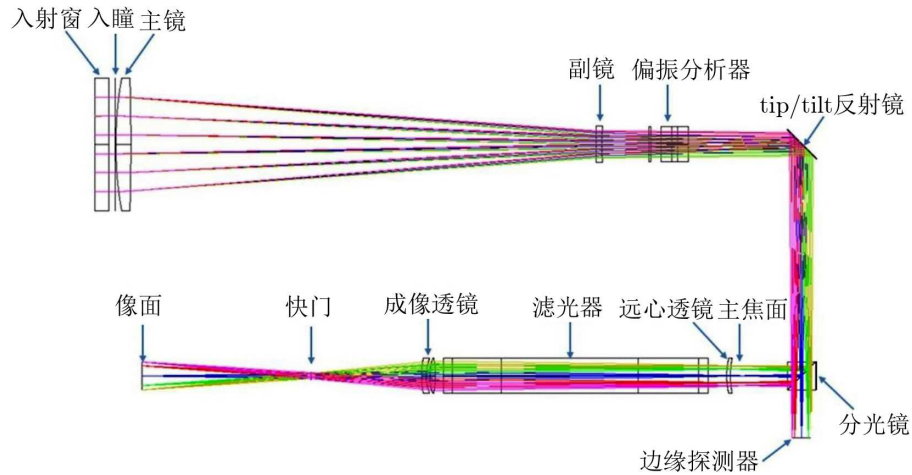 入射窗 入瞳 主镜
副镜 偏振分析器
tip/tilt反射镜
像面 快门 成像透镜 滤光器 远心透镜 主焦面
分光镜
边缘探测器